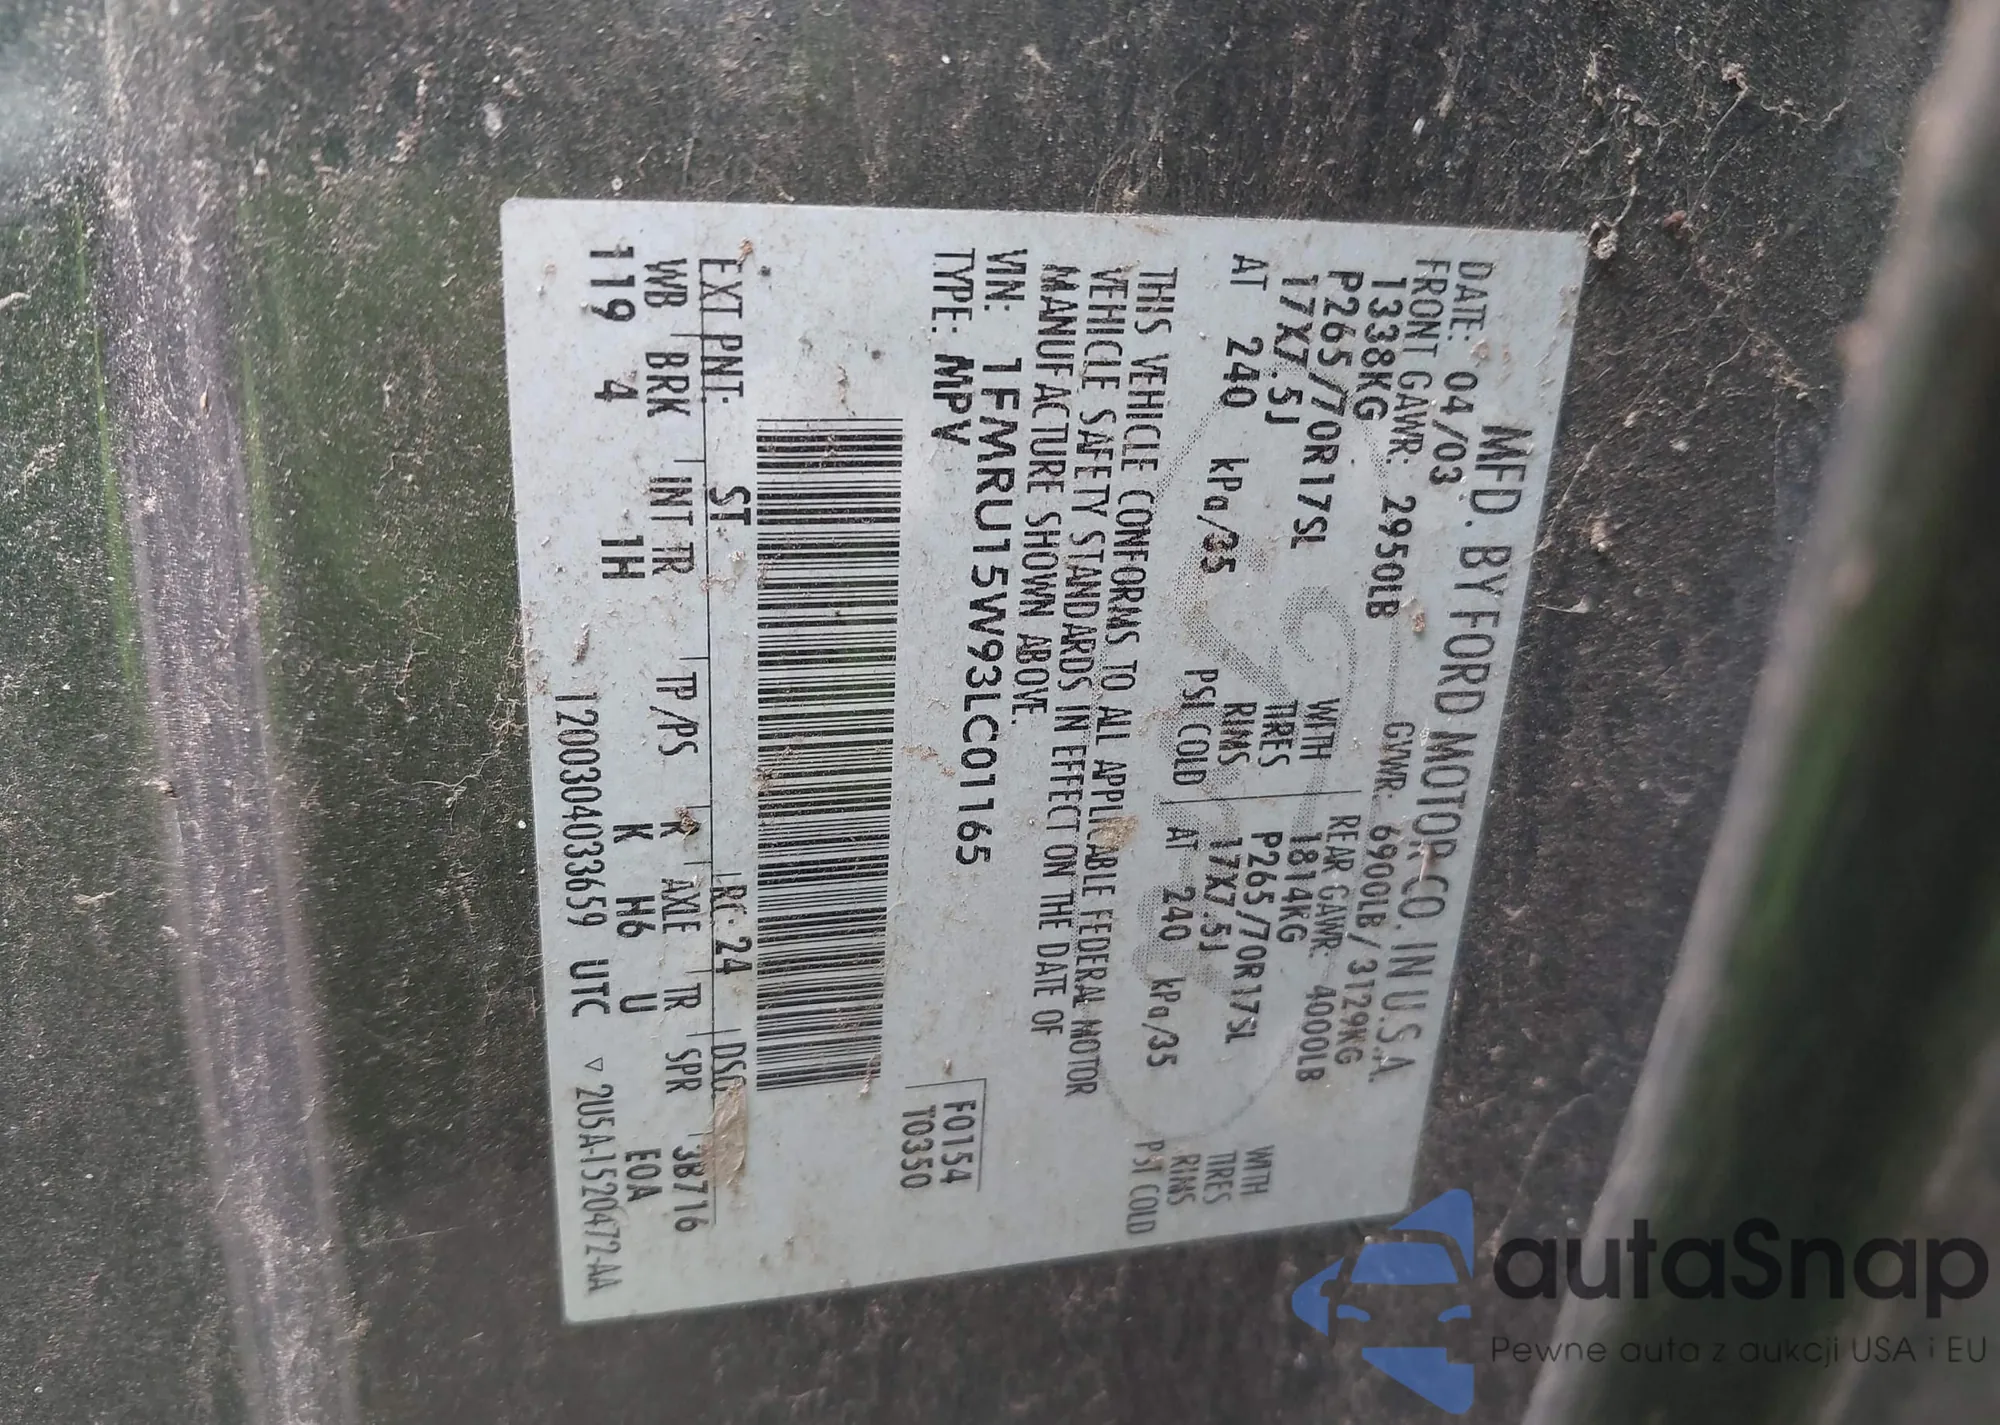 MFD. BY FORD MOTOR CO. IN U.S.A.
DATE: 04/03 GVWR: 6900LB / 3129KG
FRONT GAWR: 2950LB REAR GAWR: 4000LB
1338KG WITH 1814KG WITH
P265/70R17SL TIRES P265/70R17SL TIRES
17X7.5J RIMS 17X7.5J RIMS
AT 240 kPa/35 PSI COLD AT 240 kPa/35 PSI COLD
THIS VEHICLE CONFORMS TO ALL APPLICABLE FEDERAL MOTOR
VEHICLE SAFETY STANDARDS IN EFFECT ON THE DATE OF
MANUFACTURE SHOWN ABOVE.
VIN: 1FMRU15W93LC01165 F0154
TYPE: MPV T0350
EXT PNT: ST RC: 24 DSO:
WB BRK INT TR TP/PS R AXLE TR SPR 3B716
119 4 1H K H6 U EOA
1200304033659 UTC ▽ 2U5A-1520472-AA
autaSnap
Pewne auta z aukcji USA i EU